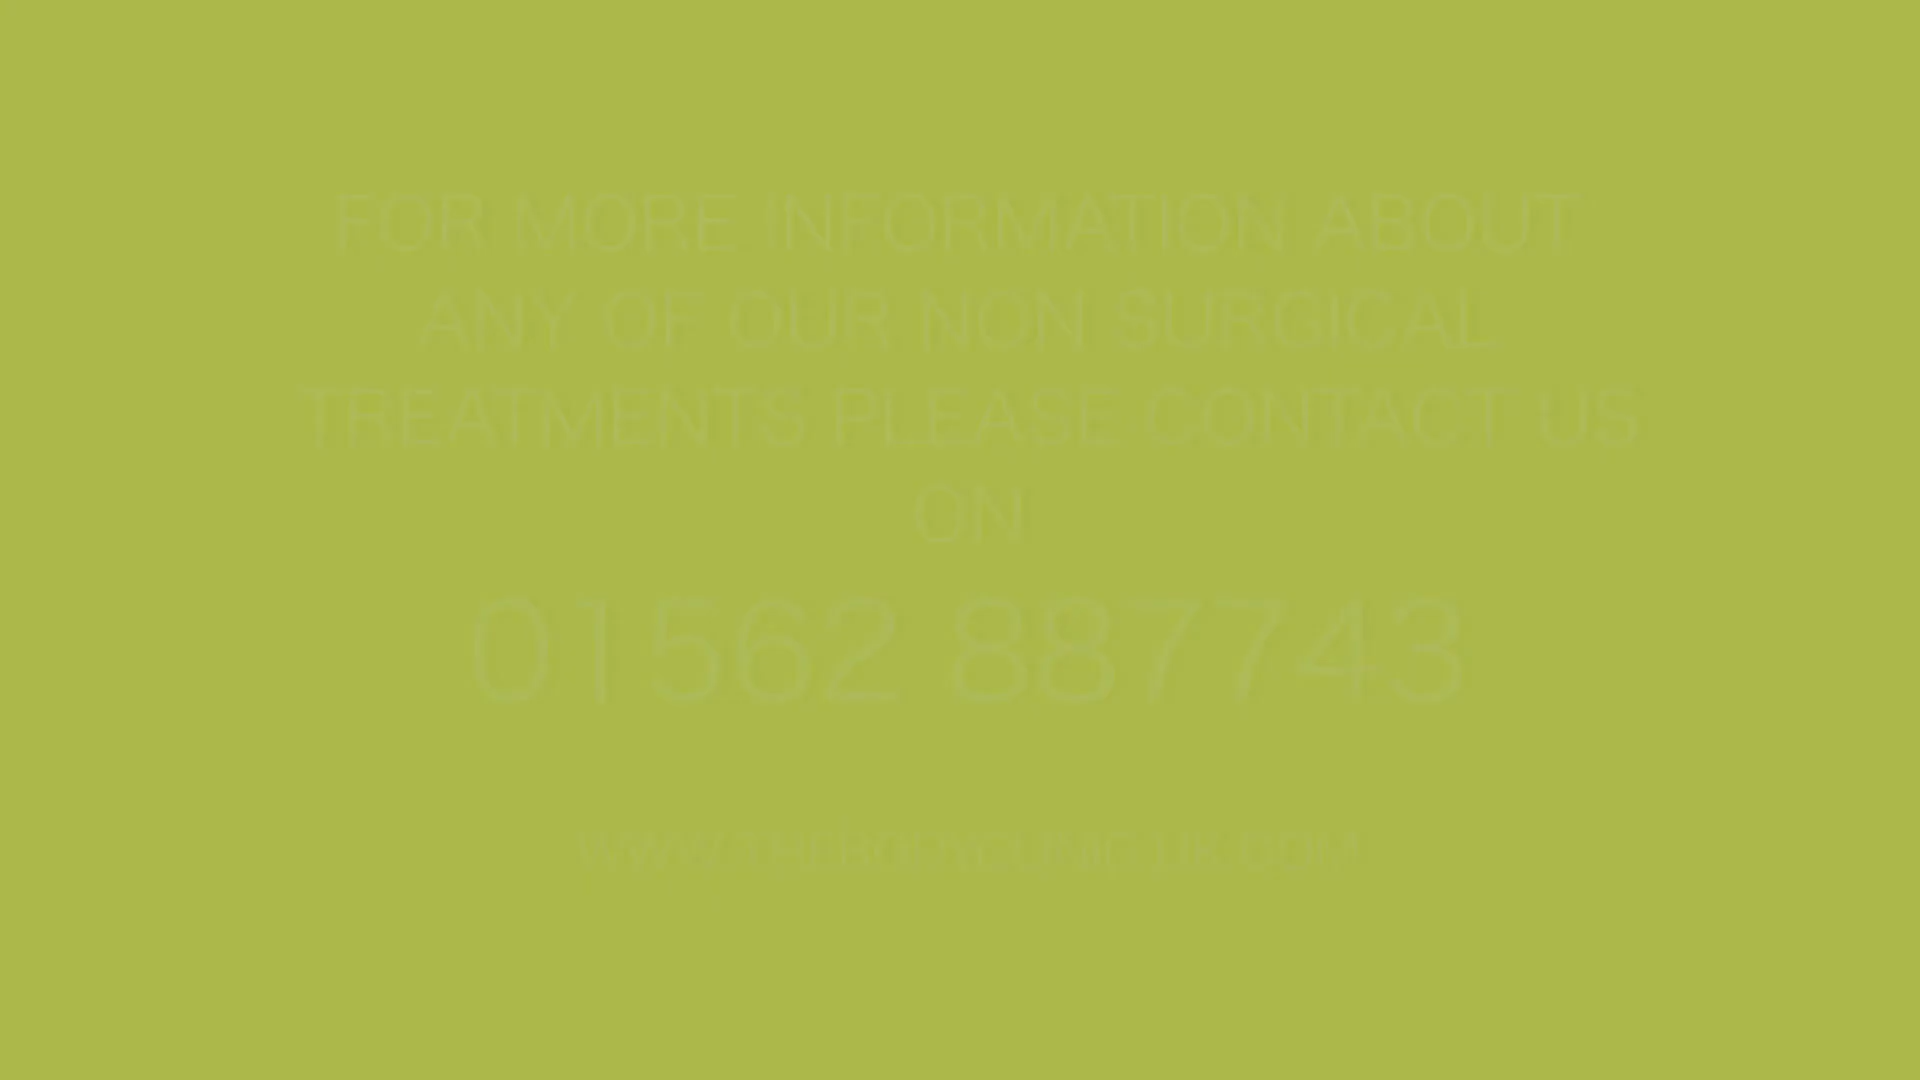 FOR MORE INFORMATION ABOUT
ANY OF OUR NON SURGICAL
TREATMENTS PLEASE CONTACT US
ON
01562 887743